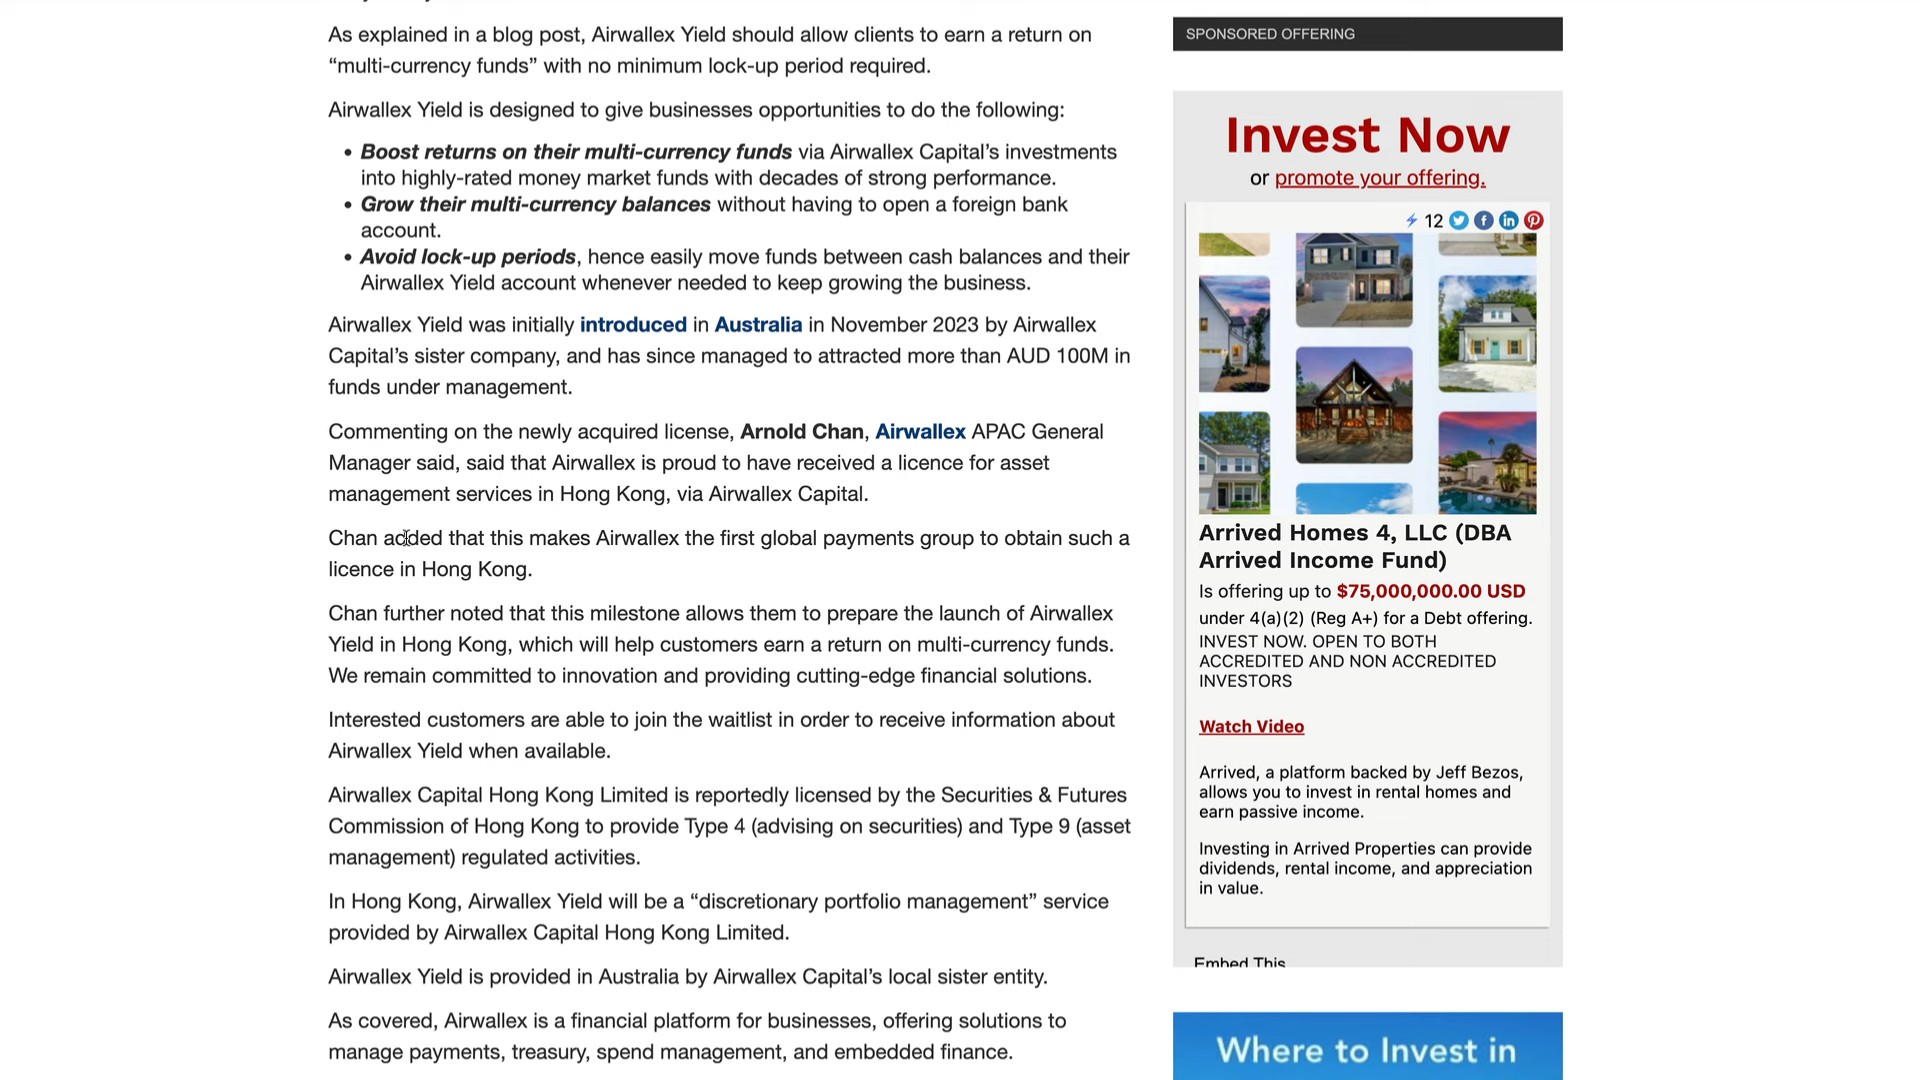 As explained in a blog post, Airwallex Yield should allow clients to earn a return on
“multi-currency funds” with no minimum lock-up period required.
Airwallex Yield is designed to give businesses opportunities to do the following:
• Boost returns on their multi-currency funds via Airwallex Capital’s investments
into highly-rated money market funds with decades of strong performance.
• Grow their multi-currency balances without having to open a foreign bank
account.
• Avoid lock-up periods, hence easily move funds between cash balances and their
Airwallex Yield account whenever needed to keep growing the business.
Airwallex Yield was initially introduced in Australia in November 2023 by Airwallex
Capital’s sister company, and has since managed to attracted more than AUD 100M in
funds under management.
Commenting on the newly acquired license, Arnold Chan, Airwallex APAC General
Manager said, said that Airwallex is proud to have received a licence for asset
management services in Hong Kong, via Airwallex Capital.
Chan added that this makes Airwallex the first global payments group to obtain such a
licence in Hong Kong.
Chan further noted that this milestone allows them to prepare the launch of Airwallex
Yield in Hong Kong, which will help customers earn a return on multi-currency funds.
We remain committed to innovation and providing cutting-edge financial solutions.
Interested customers are able to join the waitlist in order to receive information about
Airwallex Yield when available.
Airwallex Capital Hong Kong Limited is reportedly licensed by the Securities & Futures
Commission of Hong Kong to provide Type 4 (advising on securities) and Type 9 (asset
management) regulated activities.
In Hong Kong, Airwallex Yield will be a “discretionary portfolio management” service
provided by Airwallex Capital Hong Kong Limited.
Airwallex Yield is provided in Australia by Airwallex Capital’s local sister entity.
As covered, Airwallex is a financial platform for businesses, offering solutions to
manage payments, treasury, spend management, and embedded finance.
SPONSORED OFFERING
Invest Now
or promote your offering.
12
Arrived Homes 4, LLC (DBA
Arrived Income Fund)
Is offering up to $75,000,000.00 USD
under 4(a)(2) (Reg A+) for a Debt offering.
INVEST NOW. OPEN TO BOTH
ACCREDITED AND NON ACCREDITED
INVESTORS
Watch Video
Arrived, a platform backed by Jeff Bezos,
allows you to invest in rental homes and
earn passive income.
Investing in Arrived Properties can provide
dividends, rental income, and appreciation
in value.
Embed This
Where to Invest in